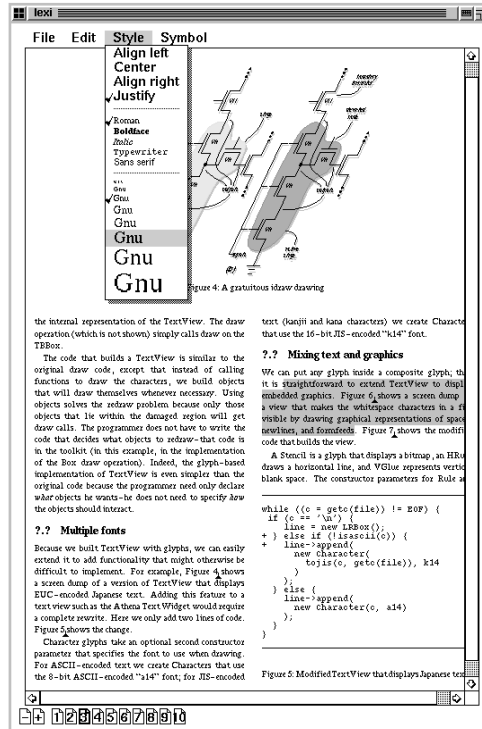 lexi
File Edit Style Symbol
Align left
Center
Align right
Justify
Roman
Boldface
Italic
Typewriter
Sans serif
Gnu
Gnu
Gnu
Gnu
Gnu
Gnu
Gnu
Figure 4: A gratuitous idraw drawing
the internal representation of the TextView. The draw
operation (which is not shown) simply calls draw on the
TBBox.
The code that builds a TextView is similar to the
original draw code, except that instead of calling
functions to draw the characters, we build objects
that will draw themselves whenever necessary. Using
objects solves the redraw problem because only those
objects that lie within the damaged region will get
draw calls. The programmer does not have to write the
code that decides what objects to redraw-that code is
in the toolkit (in this example, in the implementation
of the Box draw operation). Indeed, the glyph-based
implementation of TextView is even simpler than the
original code because the programmer need only declare
what objects he wants-he does not need to specify how
the objects should interact.
?.? Multiple fonts
Because we built TextView with glyphs, we can easily
extend it to add functionality that might otherwise be
difficult to implement. For example, Figure 4 shows
a screen dump of a version of TextView that displays
EUC-encoded Japanese text. Adding this feature to a
text view such as the Athena Text Widget would require
a complete rewrite. Here we only add two lines of code.
Figure 5 shows the change.
Character glyphs take an optional second constructor
parameter that specifies the font to use when drawing.
For ASCII-encoded text we create Characters that use
the 8-bit ASCII-encoded "a14" font; for JIS-encoded
text (kanjii and kana characters) we create Characte
that use the 16-bit JIS-encoded "k14" font.
?.? Mixing text and graphics
We can put any glyph inside a composite glyph; th
it is straightforward to extend TextView to displ
embedded graphics. Figure 6 shows a screen dump
a view that makes the whitespace characters in a fi
visible by drawing graphical representations of space
newlines, and formfeeds. Figure 7 shows the modifi
code that builds the view.
A Stencil is a glyph that displays a bitmap, an HRu
draws a horizontal line, and VGlue represents vertic
blank space. The constructor parameters for Rule a
while ((c = getc(file)) != EOF) {
if (c == '\n') {
line = new LRBox();
+ } else if (!isascii(c)) {
+ line->append(
new Character(
tojis(c, getc(file)), k14
)
);
} else {
line->append(
new Character(c, a14)
);
}
}
Figure 5: Modified TextView that displays Japanese tex
1 2 3 4 5 6 7 8 9 10